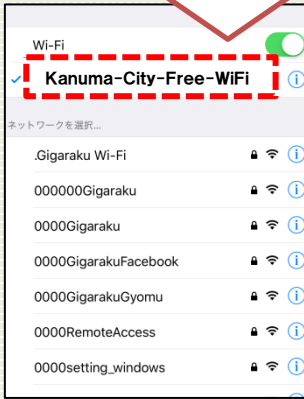 Wi-Fi
Kanuma-City-Free-WiFi
ネットワークを選択...
.Gigaraku Wi-Fi
000000Gigaraku
0000Gigaraku
0000GigarakuFacebook
0000GigarakuGyomu
0000RemoteAccess
0000setting_windows